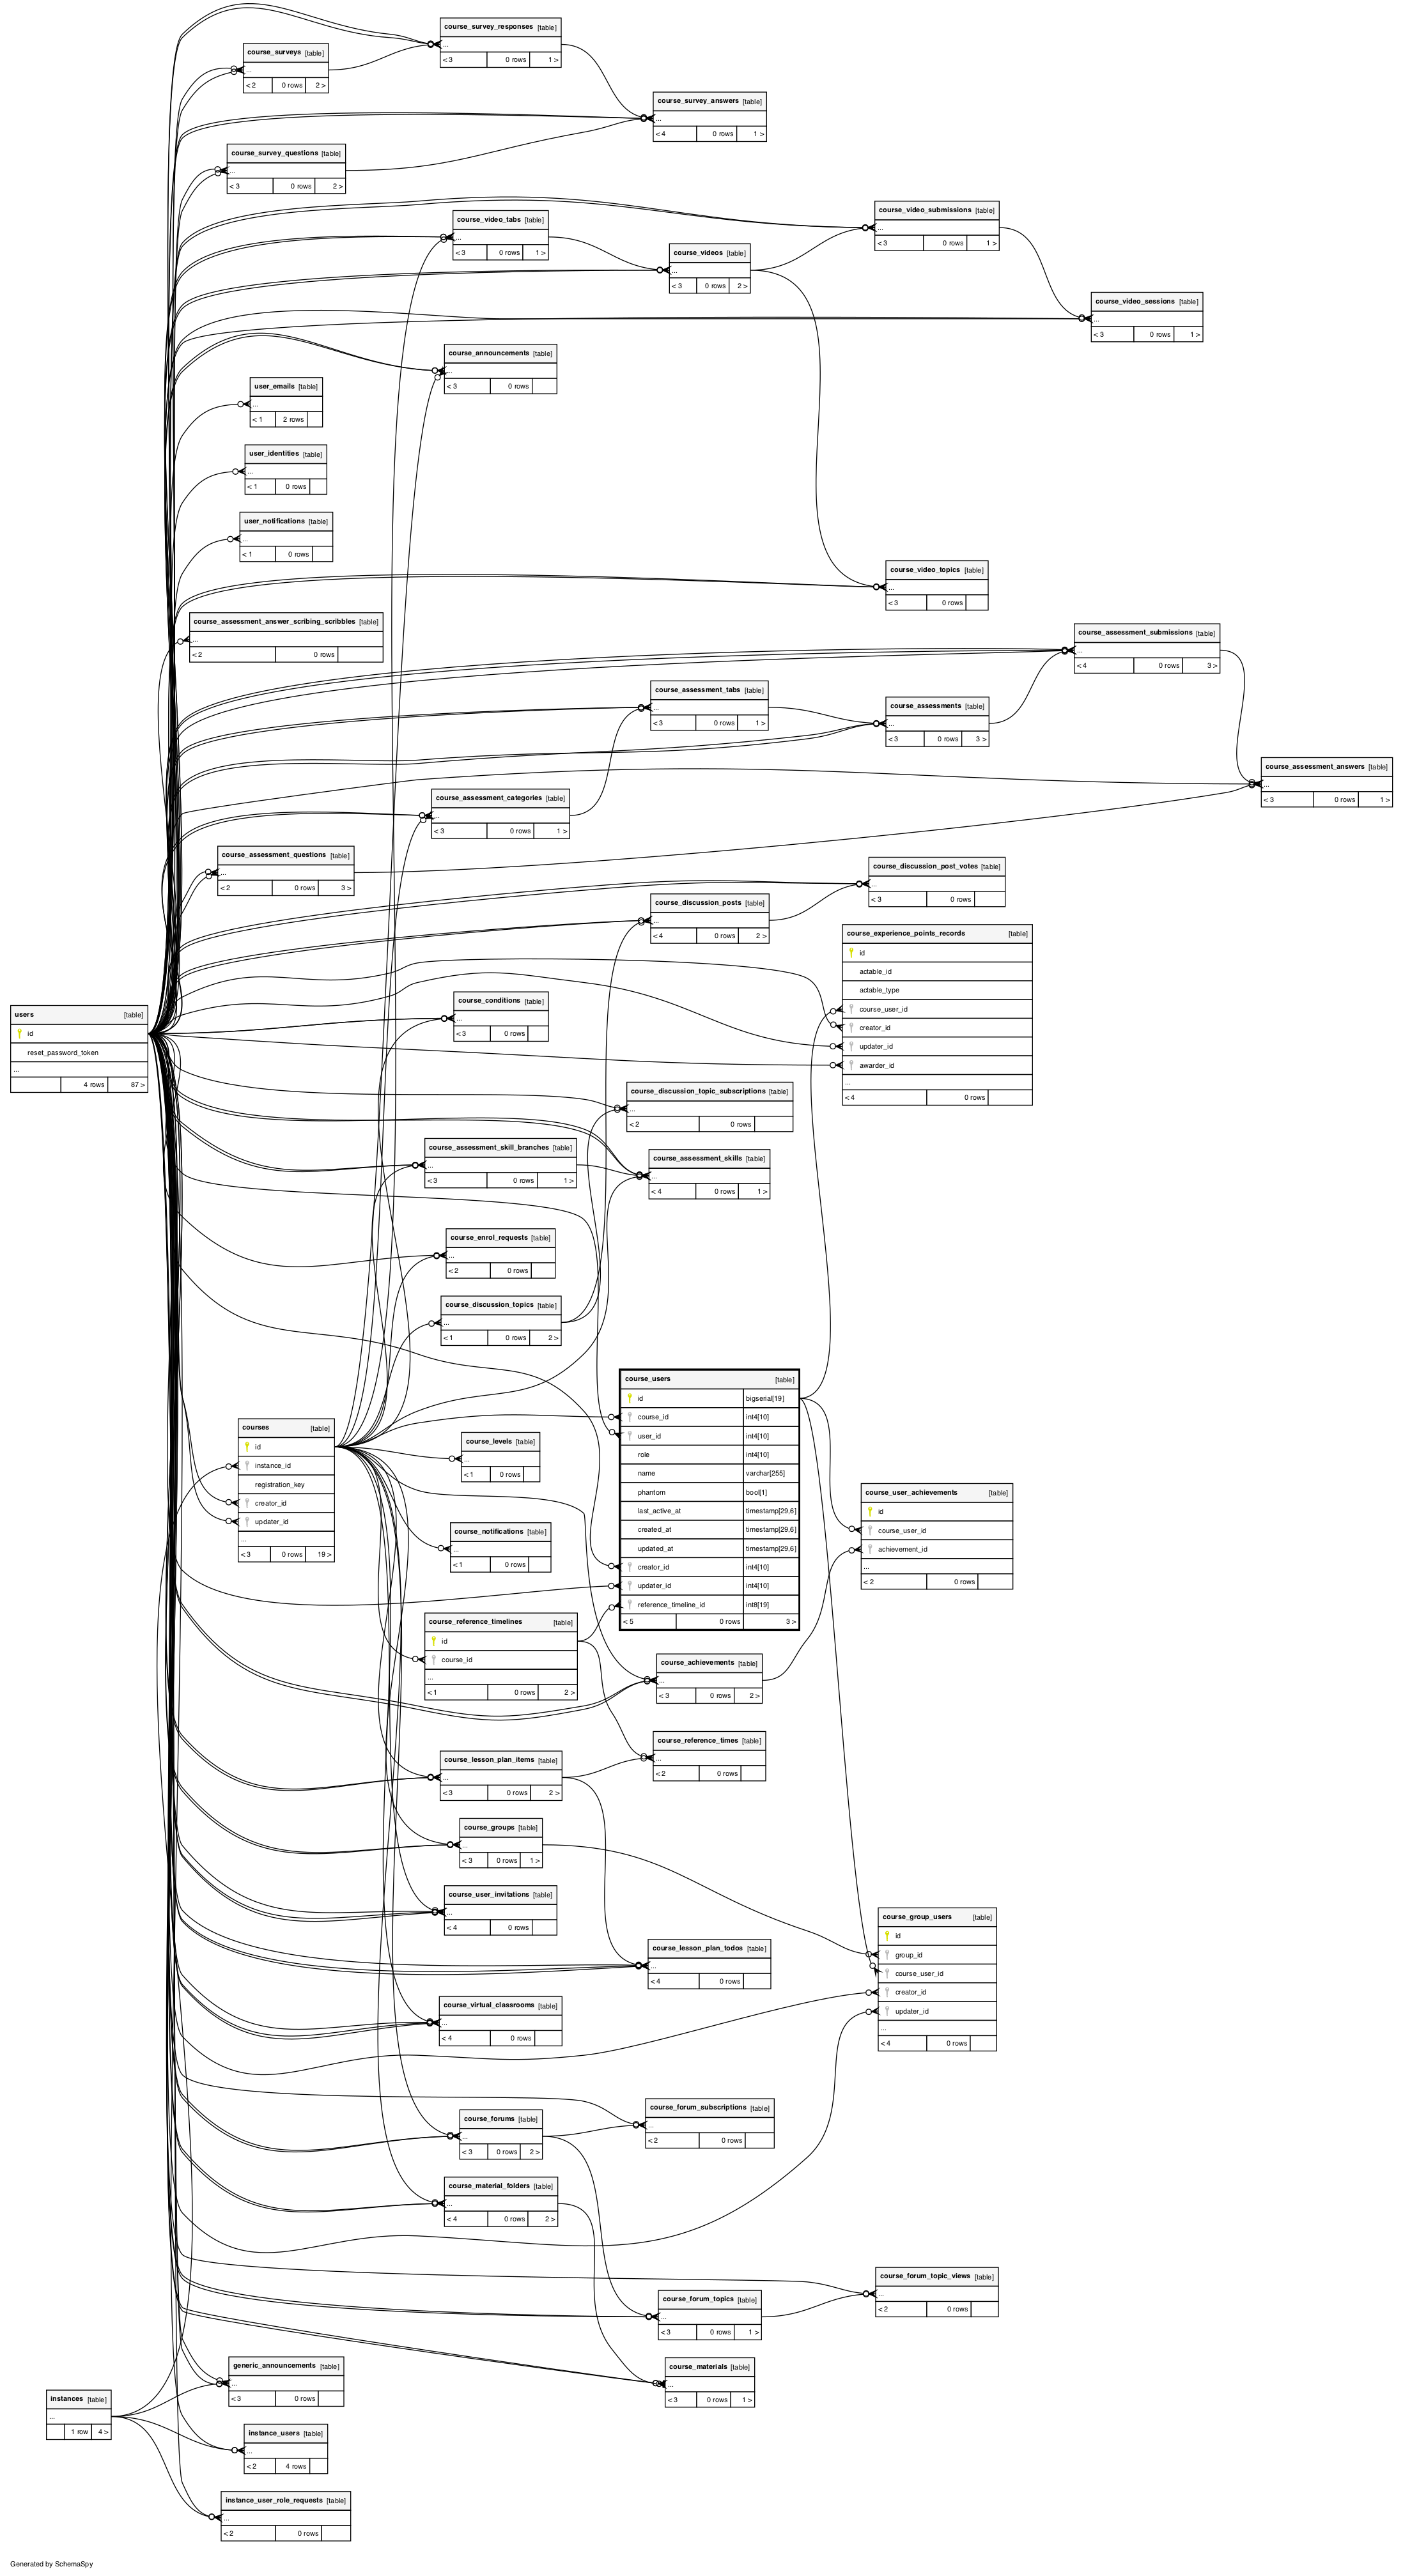 course_survey_responses [table]
...
< 3 0 rows 1 >
course_surveys [table]
...
< 2 0 rows 2 >
course_survey_answers [table]
...
< 4 0 rows 1 >
course_survey_questions [table]
...
< 3 0 rows 2 >
course_video_submissions [table]
...
< 3 0 rows 1 >
course_video_tabs [table]
...
< 3 0 rows 1 >
course_videos [table]
...
< 3 0 rows 2 >
course_video_sessions [table]
...
< 3 0 rows 1 >
course_announcements [table]
...
< 3 0 rows
user_emails [table]
...
< 1 2 rows
user_identities [table]
...
< 1 0 rows
user_notifications [table]
...
< 1 0 rows
course_video_topics [table]
...
< 3 0 rows
course_assessment_answer_scribing_scribbles [table]
...
< 2 0 rows
course_assessment_submissions [table]
...
< 4 0 rows 3 >
course_assessment_tabs [table]
...
< 3 0 rows 1 >
course_assessments [table]
...
< 3 0 rows 3 >
course_assessment_answers [table]
...
< 3 0 rows 1 >
course_assessment_categories [table]
...
< 3 0 rows 1 >
course_assessment_questions [table]
...
< 2 0 rows 3 >
course_discussion_post_votes [table]
...
< 3 0 rows
course_discussion_posts [table]
...
< 4 0 rows 2 >
course_experience_points_records [table]
id
actable_id
actable_type
course_user_id
creator_id
updater_id
awarder_id
...
< 4 0 rows
course_conditions [table]
...
< 3 0 rows
users [table]
id
reset_password_token
...
4 rows 87 >
course_discussion_topic_subscriptions [table]
...
< 2 0 rows
course_assessment_skill_branches [table]
...
< 3 0 rows 1 >
course_assessment_skills [table]
...
< 4 0 rows 1 >
course_enrol_requests [table]
...
< 2 0 rows
course_discussion_topics [table]
...
< 1 0 rows 2 >
course_users [table]
id bigserial[19]
course_id int4[10]
user_id int4[10]
role int4[10]
name varchar[255]
phantom bool[1]
last_active_at timestamp[29,6]
created_at timestamp[29,6]
updated_at timestamp[29,6]
creator_id int4[10]
updater_id int4[10]
reference_timeline_id int8[19]
< 5 0 rows 3 >
courses [table]
id
instance_id
registration_key
creator_id
updater_id
...
< 3 0 rows 19 >
course_levels [table]
...
< 1 0 rows
course_user_achievements [table]
id
course_user_id
achievement_id
...
< 2 0 rows
course_notifications [table]
...
< 1 0 rows
course_reference_timelines [table]
id
course_id
...
< 1 0 rows 2 >
course_achievements [table]
...
< 3 0 rows 2 >
course_reference_times [table]
...
< 2 0 rows
course_lesson_plan_items [table]
...
< 3 0 rows 2 >
course_groups [table]
...
< 3 0 rows 1 >
course_user_invitations [table]
...
< 4 0 rows
course_group_users [table]
id
group_id
course_user_id
creator_id
updater_id
...
< 4 0 rows
course_lesson_plan_todos [table]
...
< 4 0 rows
course_virtual_classrooms [table]
...
< 4 0 rows
course_forum_subscriptions [table]
...
< 2 0 rows
course_forums [table]
...
< 3 0 rows 2 >
course_material_folders [table]
...
< 4 0 rows 2 >
course_forum_topic_views [table]
...
< 2 0 rows
course_forum_topics [table]
...
< 3 0 rows 1 >
generic_announcements [table]
...
< 3 0 rows
course_materials [table]
...
< 3 0 rows 1 >
instances [table]
...
1 row 4 >
instance_users [table]
...
< 2 4 rows
instance_user_role_requests [table]
...
< 2 0 rows
Generated by SchemaSpy